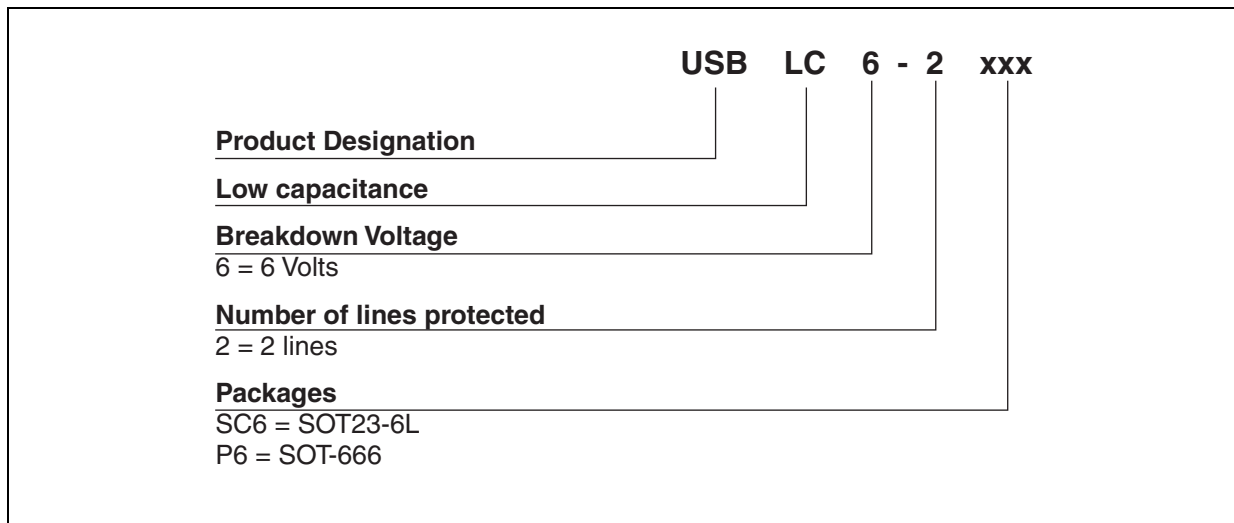 USB LC 6 - 2 xxx
Product Designation
Low capacitance
Breakdown Voltage
6 = 6 Volts
Number of lines protected
2 = 2 lines
Packages
SC6 = SOT23-6L
P6 = SOT-666